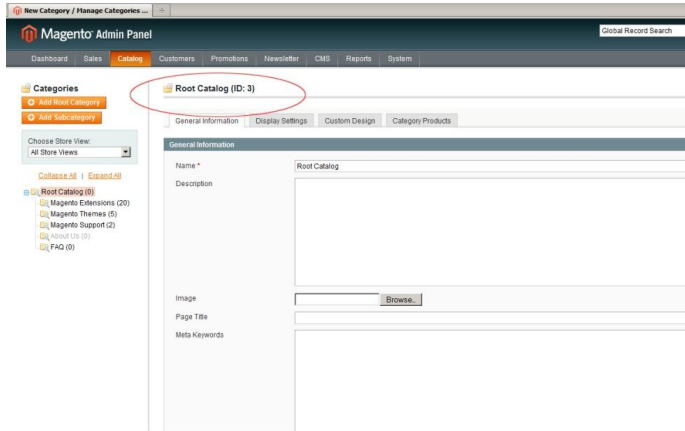 New Category / Manage Categories ...
Magento Admin Panel
Global Record Search
Dashboard Sales Catalog Customers Promotions Newsletter CMS Reports System
Categories
Add Root Category
Add Subcategory
Choose Store View:
All Store Views
Collapse All | Expand All
Root Catalog (0)
Magento Extensions (20)
Magento Themes (5)
Magento Support (2)
About Us (0)
FAQ (0)
Root Catalog (ID: 3)
General Information Display Settings Custom Design Category Products
General Information
Name * Root Catalog
Description
Image Browse..
Page Title
Meta Keywords